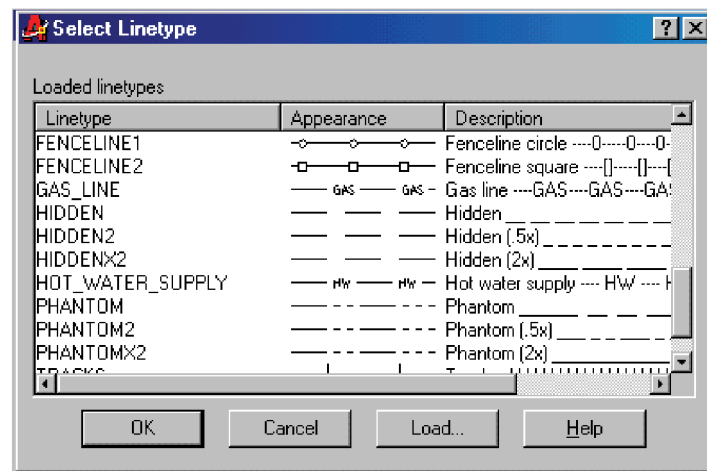 Select Linetype
Loaded linetypes
Linetype Appearance Description
FENCELINE1 Fenceline circle ----0-----0----0-
FENCELINE2 Fenceline square ----[]-----[]---
GAS_LINE GAS GAS Gas line ----GAS----GAS----GAS
HIDDEN Hidden __ __ __ __ __ __
HIDDEN2 Hidden (.5x) _ _ _ _ _ _ _ _ _
HIDDENX2 Hidden (2x) ____ ____ ____
HOT_WATER_SUPPLY HW HW Hot water supply ---- HW ----
PHANTOM Phantom ______ __ __ ______
PHANTOM2 Phantom (.5x) ___ _ _ ___ _ _
PHANTOMX2 Phantom (2x) ____________
TRACKS
OK Cancel Load... Help